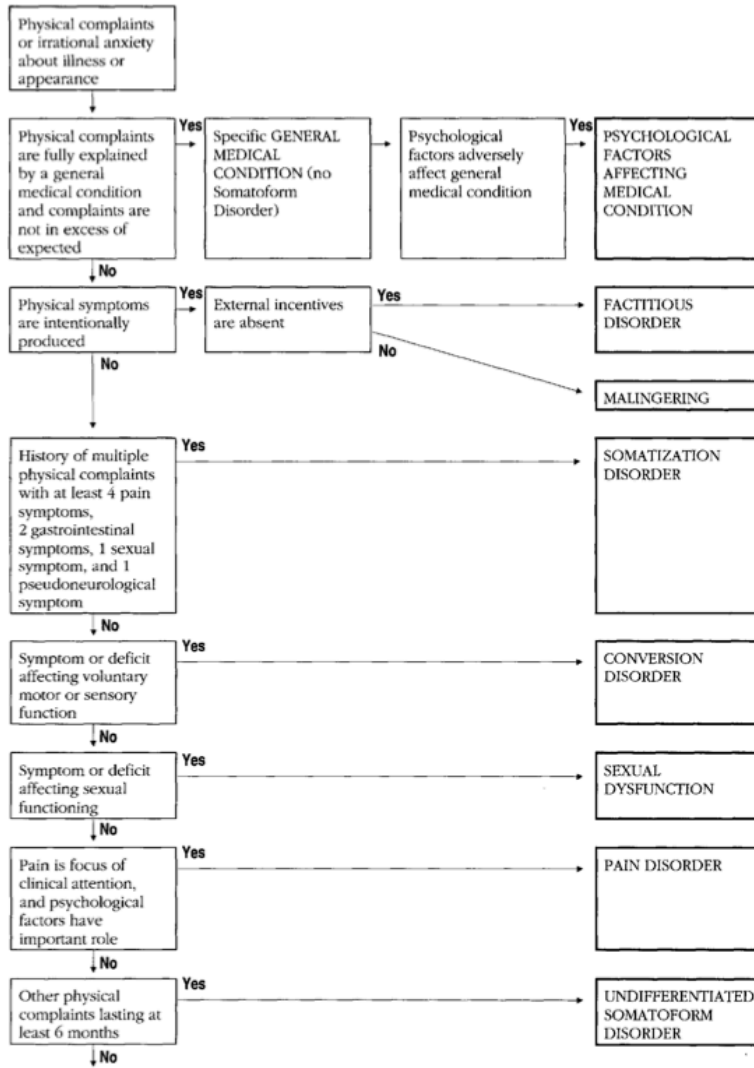 Physical complaints
or irrational anxiety
about illness or
appearance
Physical complaints
are fully explained
by a general
medical condition
and complaints are
not in excess of
expected
Yes
Specific GENERAL
MEDICAL
CONDITION (no
Somatoform
Disorder)
Psychological
factors adversely
affect general
medical condition
Yes
PSYCHOLOGICAL
FACTORS
AFFECTING
MEDICAL
CONDITION
No
Physical symptoms
are intentionally
produced
Yes
External incentives
are absent
Yes
FACTITIOUS
DISORDER
No
MALINGERING
No
History of multiple
physical complaints
with at least 4 pain
symptoms,
2 gastrointestinal
symptoms, 1 sexual
symptom, and 1
pseudoneurological
symptom
Yes
SOMATIZATION
DISORDER
No
Symptom or deficit
affecting voluntary
motor or sensory
function
Yes
CONVERSION
DISORDER
No
Symptom or deficit
affecting sexual
functioning
Yes
SEXUAL
DYSFUNCTION
No
Pain is focus of
clinical attention,
and psychological
factors have
important role
Yes
PAIN DISORDER
No
Other physical
complaints lasting at
least 6 months
Yes
UNDIFFERENTIATED
SOMATOFORM
DISORDER
No